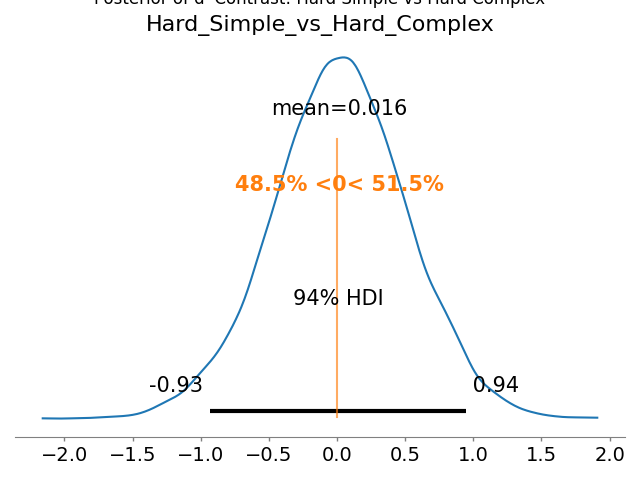 Posterior of d' Contrast: Hard Simple vs Hard Complex
Hard_Simple_vs_Hard_Complex
mean=0.016
48.5% <0< 51.5%
94% HDI
-0.93 0.94
−2.0 −1.5 −1.0 −0.5 0.0 0.5 1.0 1.5 2.0